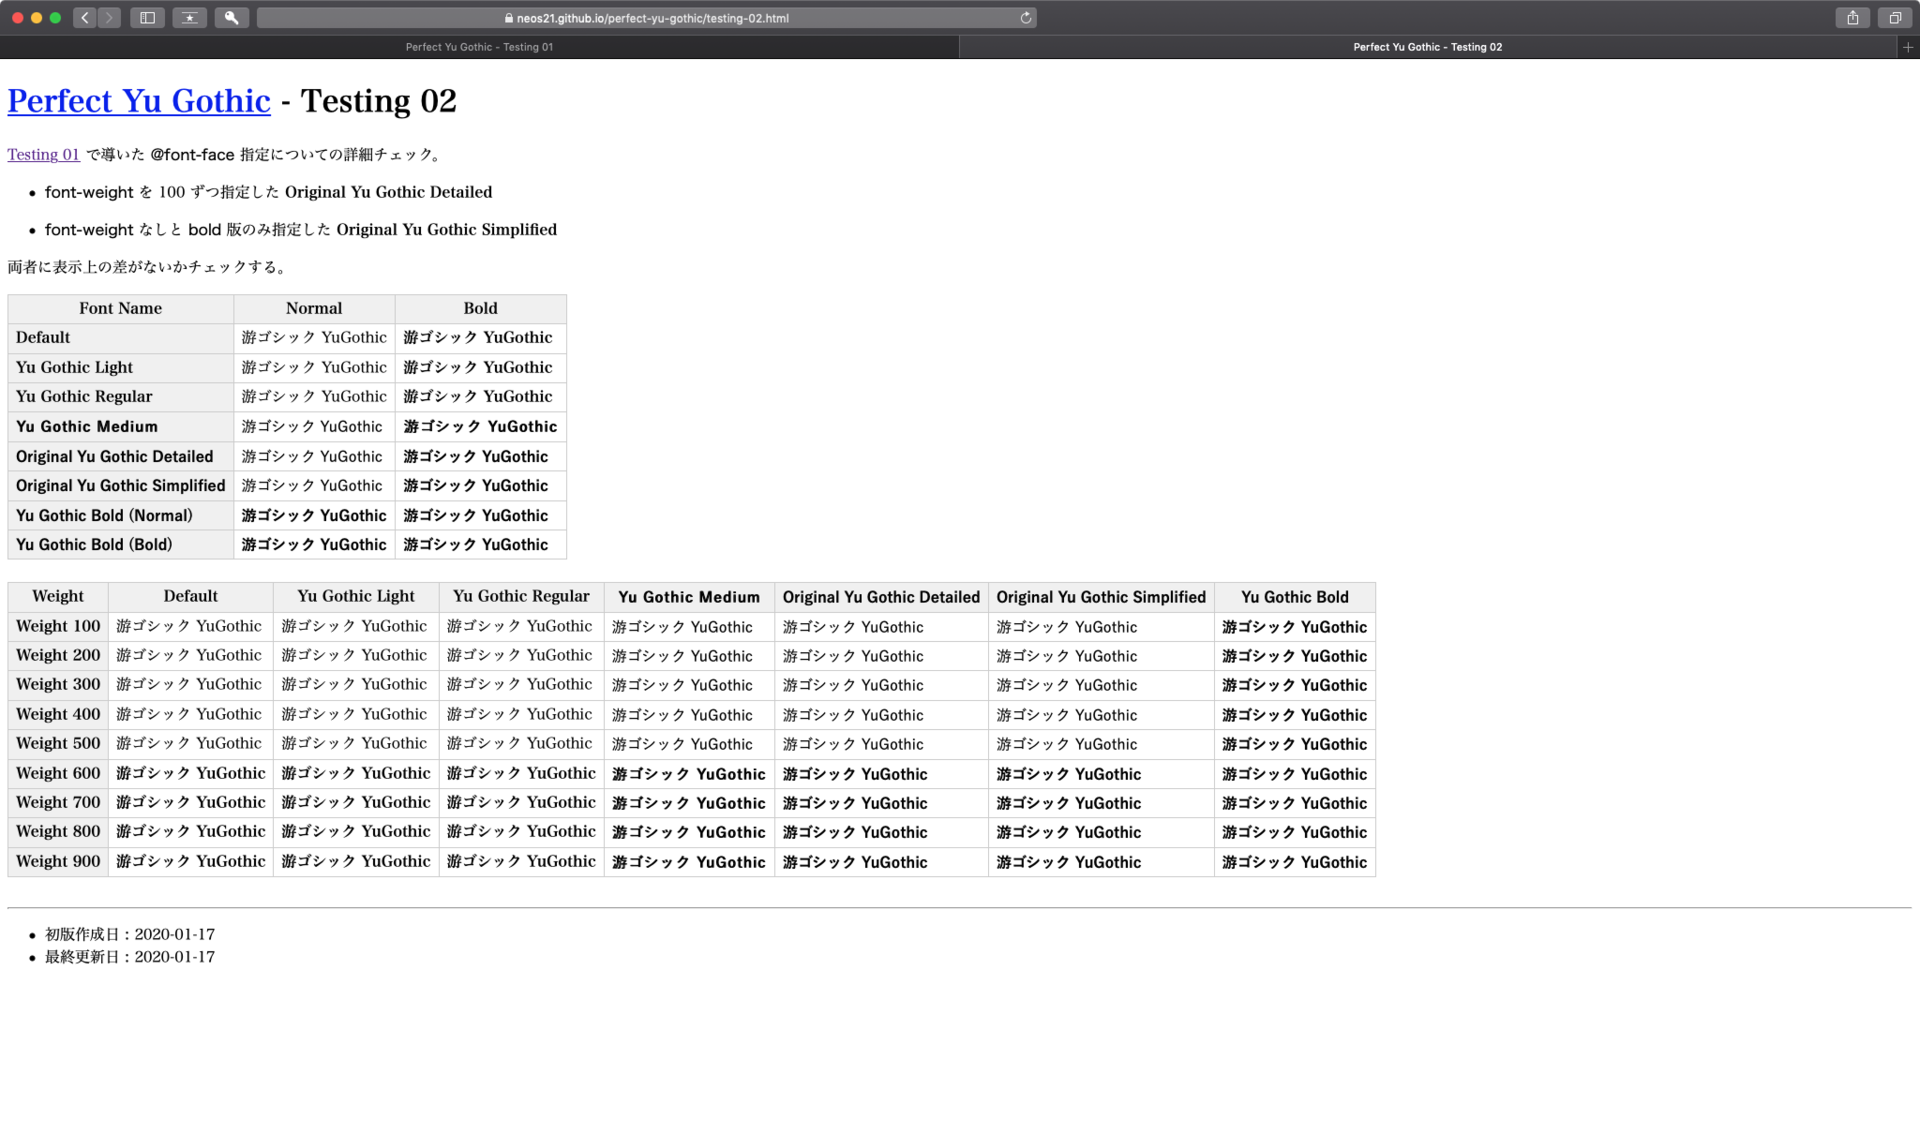 neos21.github.io/perfect-yu-gothic/testing-02.html
Perfect Yu Gothic - Testing 01
Perfect Yu Gothic - Testing 02
Perfect Yu Gothic - Testing 02
Testing 01 で導いた @font-face 指定についての詳細チェック。
• font-weight を 100 ずつ指定した Original Yu Gothic Detailed
• font-weight なしと bold 版のみ指定した Original Yu Gothic Simplified
両者に表示上の差がないかチェックする。
Font Name Normal Bold
Default 游ゴシック YuGothic 游ゴシック YuGothic
Yu Gothic Light 游ゴシック YuGothic 游ゴシック YuGothic
Yu Gothic Regular 游ゴシック YuGothic 游ゴシック YuGothic
Yu Gothic Medium 游ゴシック YuGothic 游ゴシック YuGothic
Original Yu Gothic Detailed 游ゴシック YuGothic 游ゴシック YuGothic
Original Yu Gothic Simplified 游ゴシック YuGothic 游ゴシック YuGothic
Yu Gothic Bold (Normal) 游ゴシック YuGothic 游ゴシック YuGothic
Yu Gothic Bold (Bold) 游ゴシック YuGothic 游ゴシック YuGothic
Weight Default Yu Gothic Light Yu Gothic Regular Yu Gothic Medium Original Yu Gothic Detailed Original Yu Gothic Simplified Yu Gothic Bold
Weight 100 游ゴシック YuGothic 游ゴシック YuGothic 游ゴシック YuGothic 游ゴシック YuGothic 游ゴシック YuGothic 游ゴシック YuGothic 游ゴシック YuGothic
Weight 200 游ゴシック YuGothic 游ゴシック YuGothic 游ゴシック YuGothic 游ゴシック YuGothic 游ゴシック YuGothic 游ゴシック YuGothic 游ゴシック YuGothic
Weight 300 游ゴシック YuGothic 游ゴシック YuGothic 游ゴシック YuGothic 游ゴシック YuGothic 游ゴシック YuGothic 游ゴシック YuGothic 游ゴシック YuGothic
Weight 400 游ゴシック YuGothic 游ゴシック YuGothic 游ゴシック YuGothic 游ゴシック YuGothic 游ゴシック YuGothic 游ゴシック YuGothic 游ゴシック YuGothic
Weight 500 游ゴシック YuGothic 游ゴシック YuGothic 游ゴシック YuGothic 游ゴシック YuGothic 游ゴシック YuGothic 游ゴシック YuGothic 游ゴシック YuGothic
Weight 600 游ゴシック YuGothic 游ゴシック YuGothic 游ゴシック YuGothic 游ゴシック YuGothic 游ゴシック YuGothic 游ゴシック YuGothic 游ゴシック YuGothic
Weight 700 游ゴシック YuGothic 游ゴシック YuGothic 游ゴシック YuGothic 游ゴシック YuGothic 游ゴシック YuGothic 游ゴシック YuGothic 游ゴシック YuGothic
Weight 800 游ゴシック YuGothic 游ゴシック YuGothic 游ゴシック YuGothic 游ゴシック YuGothic 游ゴシック YuGothic 游ゴシック YuGothic 游ゴシック YuGothic
Weight 900 游ゴシック YuGothic 游ゴシック YuGothic 游ゴシック YuGothic 游ゴシック YuGothic 游ゴシック YuGothic 游ゴシック YuGothic 游ゴシック YuGothic
• 初版作成日：2020-01-17
• 最終更新日：2020-01-17